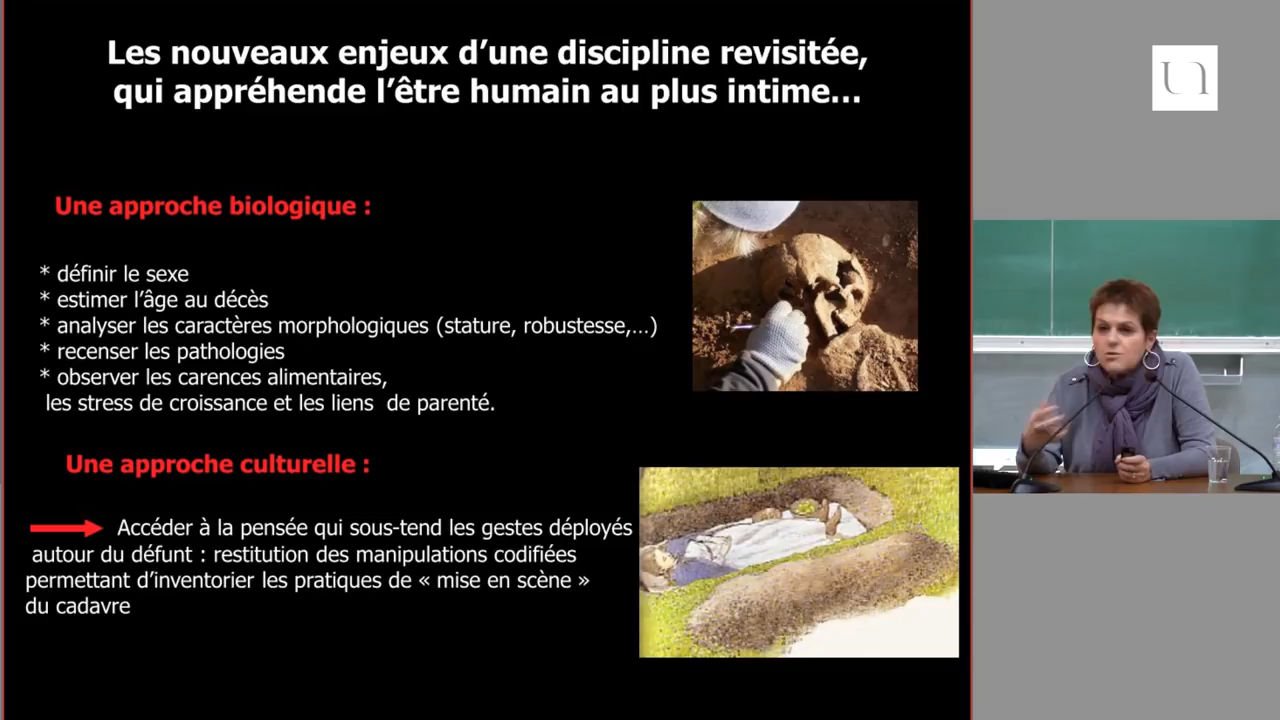 Les nouveaux enjeux d’une discipline revisitée,
qui appréhende l’être humain au plus intime...
Une approche biologique :
* définir le sexe
* estimer l’âge au décès
* analyser les caractères morphologiques (stature, robustesse,...)
* recenser les pathologies
* observer les carences alimentaires,
les stress de croissance et les liens de parenté.
Une approche culturelle :
Accéder à la pensée qui sous-tend les gestes déployés
autour du défunt : restitution des manipulations codifiées
permettant d’inventorier les pratiques de « mise en scène »
du cadavre